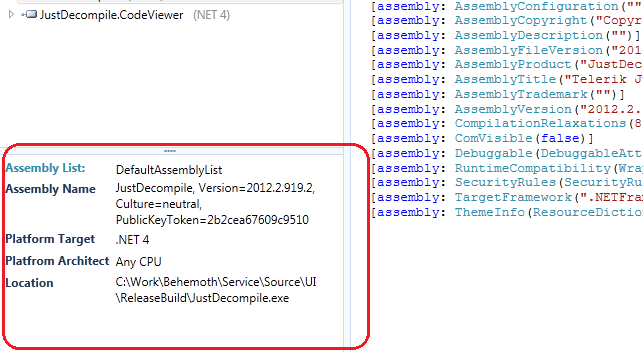 JustDecompile.CodeViewer (NET 4)
Assembly List: DefaultAssemblyList
Assembly Name JustDecompile, Version=2012.2.919.2,
Culture=neutral,
PublicKeyToken=2b2cea67609c9510
Platform Target .NET 4
Platfrom Architect Any CPU
Location C:\Work\Behemoth\Service\Source\UI
\ReleaseBuild\JustDecompile.exe
[assembly: AssemblyConfiguration(""
[assembly: AssemblyCopyright("Copyr
[assembly: AssemblyDescription("")]
[assembly: AssemblyFileVersion("201
[assembly: AssemblyProduct("JustDec
[assembly: AssemblyTitle("Telerik J
[assembly: AssemblyTrademark("")]
[assembly: AssemblyVersion("2012.2.
[assembly: CompilationRelaxations(8
[assembly: ComVisible(false)]
[assembly: Debuggable(DebuggableAtt
[assembly: RuntimeCompatibility(Wra
[assembly: SecurityRules(SecurityRu
[assembly: TargetFramework(".NETFra
[assembly: ThemeInfo(ResourceDictio